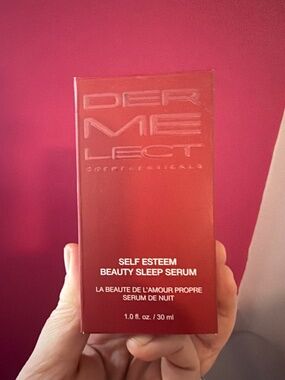 DER
ME
LECT
COSMECEUTICALS
SELF ESTEEM
BEAUTY SLEEP SERUM
LA BEAUTE DE L'AMOUR PROPRE
SERUM DE NUIT
1.0 fl. oz. / 30 ml